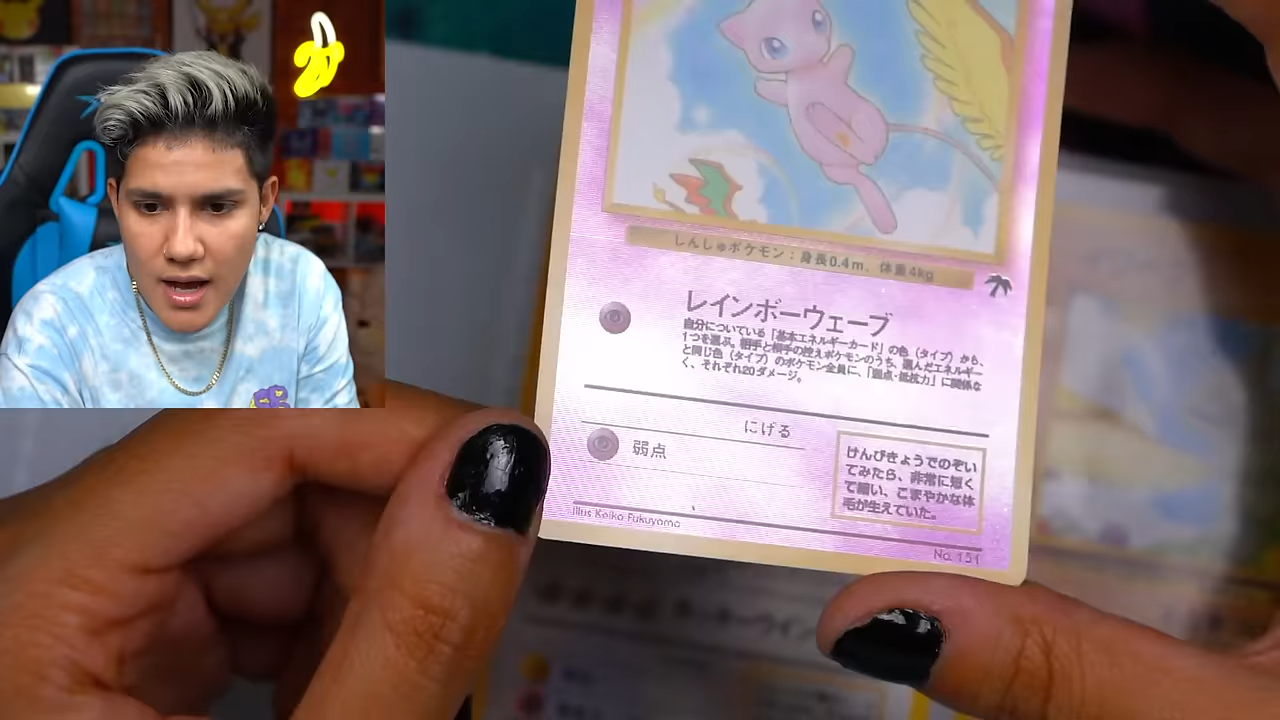 しんしゅポケモン：身長0.4m、体重4kg
レインボーウェーブ
自分についている「基本エネルギーカード」の色（タイプ）から、
1つを選ぶ。相手と相手の控えポケモンのうち、選んだエネルギー
と同じ色（タイプ）のポケモン全員に、「弱点・抵抗力」に関係な
く、それぞれ20ダメージ。
にげる
弱点
けんびきょうでのぞい
てみたら、非常に短く
て細い、こまやかな体
毛が生えていた。
Illus. Keiko Fukuyama
No. 151